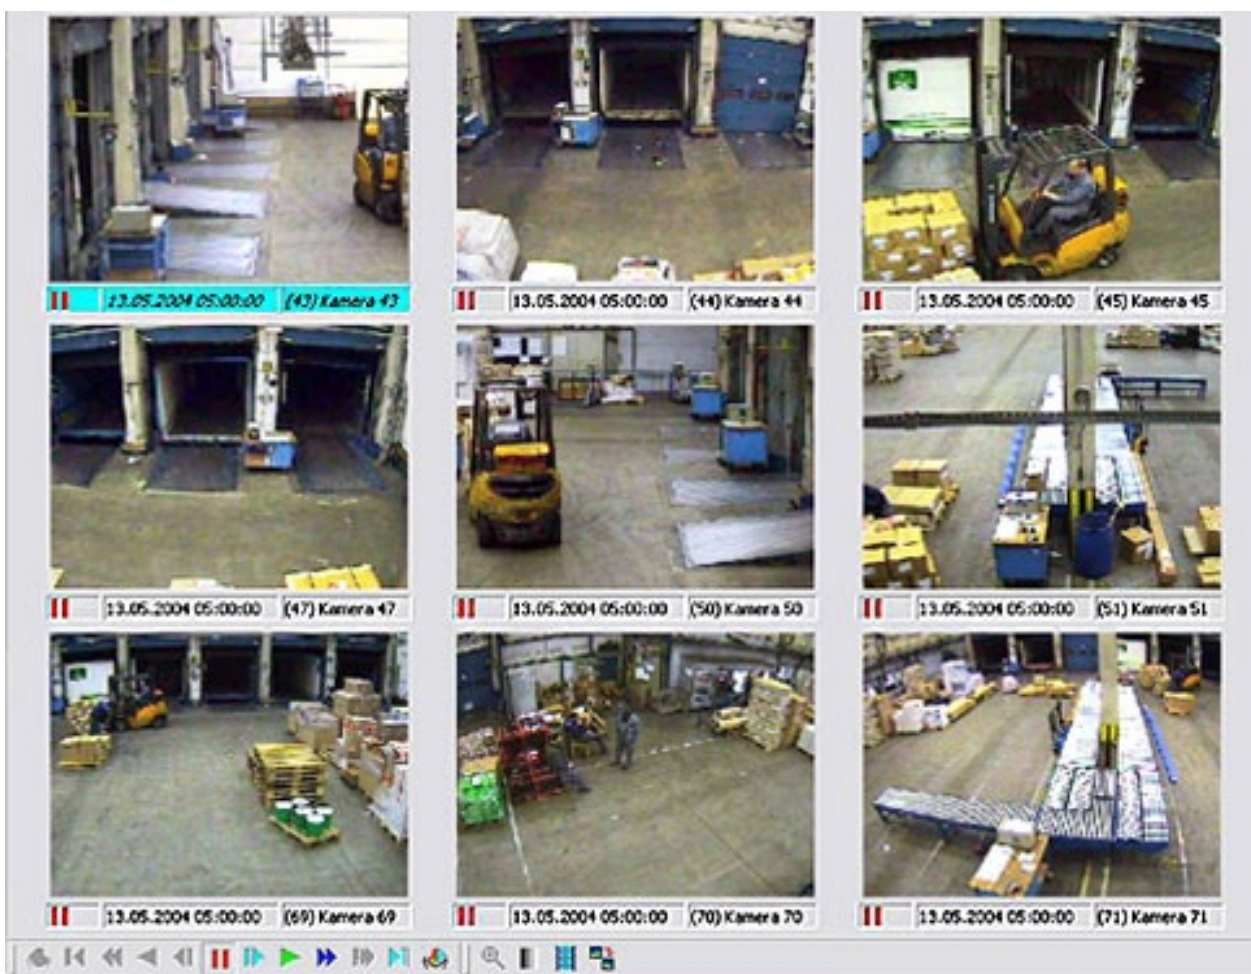 13.05.2004 05:00:00 (43) Kamera 43
13.05.2004 05:00:00 (44) Kamera 44
13.05.2004 05:00:00 (45) Kamera 45
13.05.2004 05:00:00 (47) Kamera 47
13.05.2004 05:00:00 (50) Kamera 50
13.05.2004 05:00:00 (51) Kamera 51
13.05.2004 05:00:00 (69) Kamera 69
13.05.2004 05:00:00 (70) Kamera 70
13.05.2004 05:00:00 (71) Kamera 71